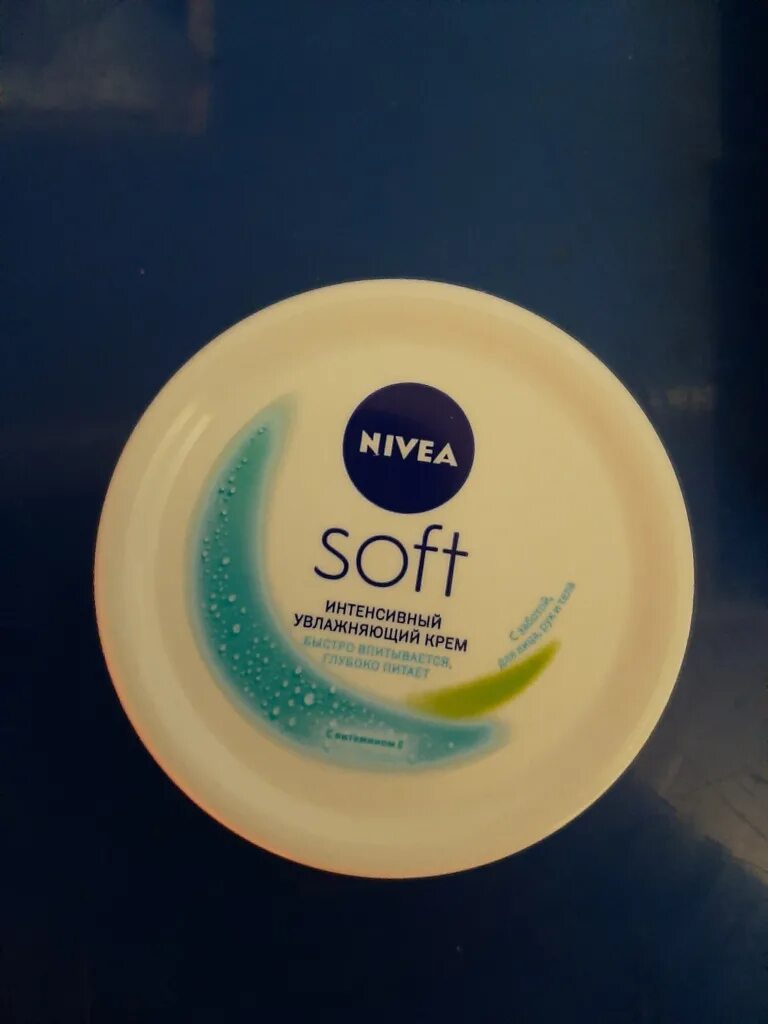 NIVEA
soft
ИНТЕНСИВНЫЙ
УВЛАЖНЯЮЩИЙ КРЕМ
БЫСТРО ВПИТЫВАЕТСЯ,
ГЛУБОКО ПИТАЕТ
С заботой,
для лица, рук и тела
С витамином E